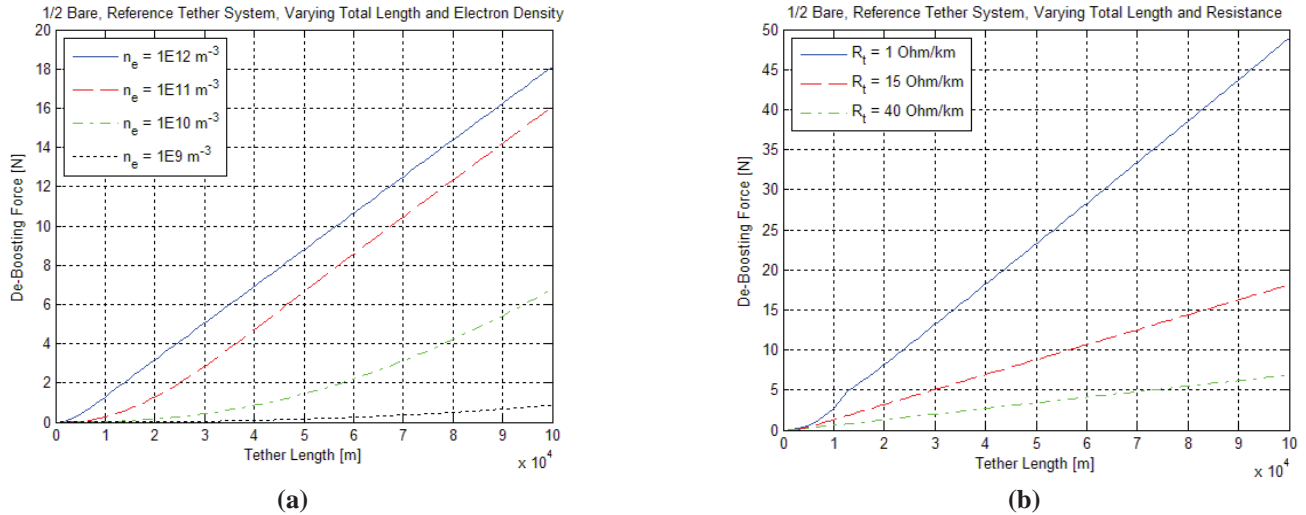 1/2 Bare, Reference Tether System, Varying Total Length and Electron Density
20
18
16
14
12
10
8
6
4
2
0
De-Boosting Force [N]
n_e = 1E12 m^-3
n_e = 1E11 m^-3
n_e = 1E10 m^-3
n_e = 1E9 m^-3
0 1 2 3 4 5 6 7 8 9 10
Tether Length [m]
x 10^4
(a)
1/2 Bare, Reference Tether System, Varying Total Length and Resistance
50
45
40
35
30
25
20
15
10
5
0
De-Boosting Force [N]
R_t = 1 Ohm/km
R_t = 15 Ohm/km
R_t = 40 Ohm/km
0 1 2 3 4 5 6 7 8 9 10
Tether Length [m]
x 10^4
(b)